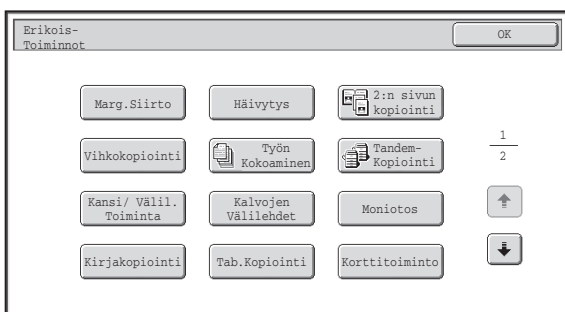 Erikois-
Toiminnot
OK
Marg.Siirto
Häivytys
2:n sivun
kopiointi
Vihkokopiointi
Työn
Kokoaminen
Tandem-
Kopiointi
1
2
Kansi/ Välil.
Toiminta
Kalvojen
Välilehdet
Moniotos
Kirjakopiointi
Tab.Kopiointi
Korttitoiminto